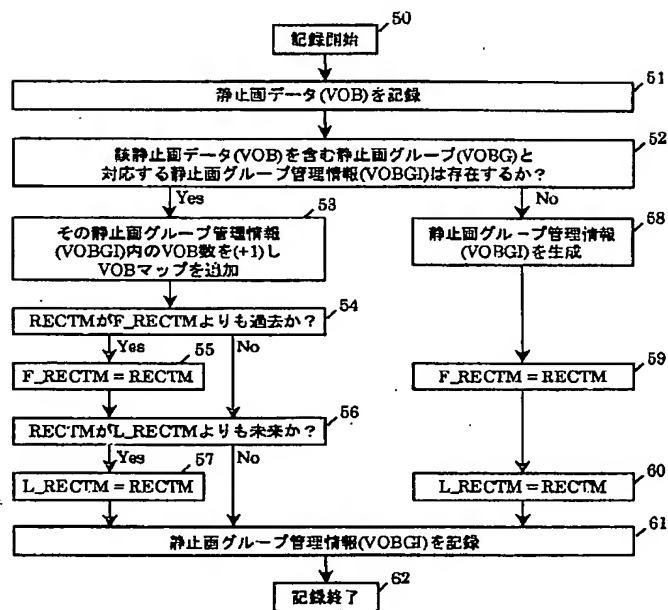 50
記録開始
51
静止画データ(VOB)を記録
52
該静止画データ(VOB)を含む静止画グループ(VOBG)と
対応する静止画グループ管理情報(VOBGI)は存在するか？
Yes
No
53
その静止画グループ管理情報
(VOBGI)内のVOB数を(+1)し
VOBマップを追加
58
静止画グループ管理情報
(VOBGI)を生成
54
RECTMがF_RECTMよりも過去か？
Yes
55
No
F_RECTM = RECTM
59
F_RECTM = RECTM
56
RECTMがL_RECTMよりも未来か？
Yes
57
No
L_RECTM = RECTM
60
L_RECTM = RECTM
61
静止画グループ管理情報(VOBGI)を記録
62
記録終了